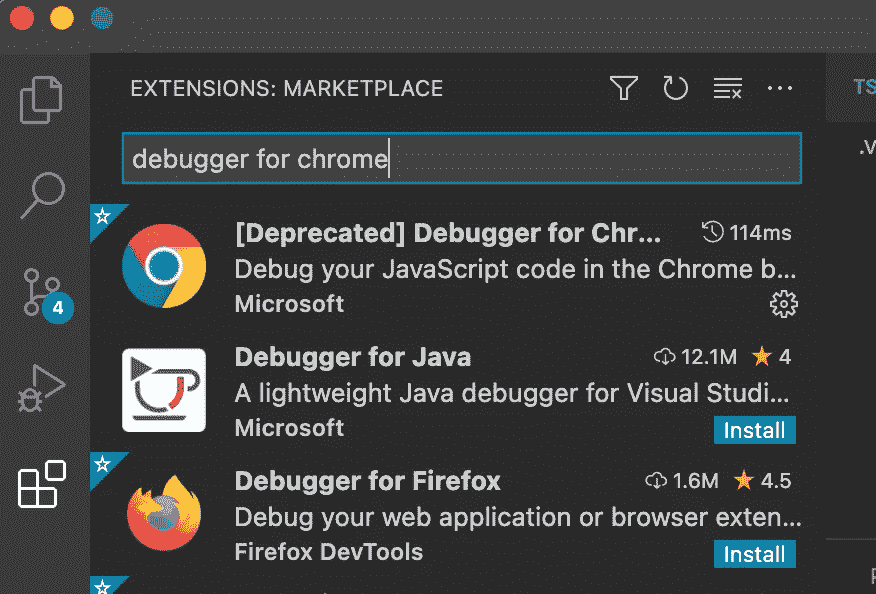 EXTENSIONS: MARKETPLACE
TS
debugger for chrome
[Deprecated] Debugger for Chr... 114ms
Debug your JavaScript code in the Chrome b...
Microsoft
4
Debugger for Java 12.1M 4
A lightweight Java debugger for Visual Studi...
Microsoft Install
Debugger for Firefox 1.6M 4.5
Debug your web application or browser exten...
Firefox DevTools Install